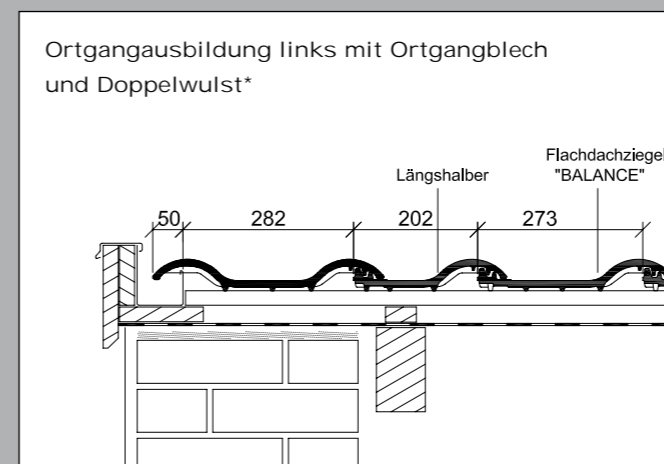 Ortgangausbildung links mit Ortgangblech
und Doppelwulst*
Flachdachziegel
Längshalber "BALANCE"
50 282 202 273